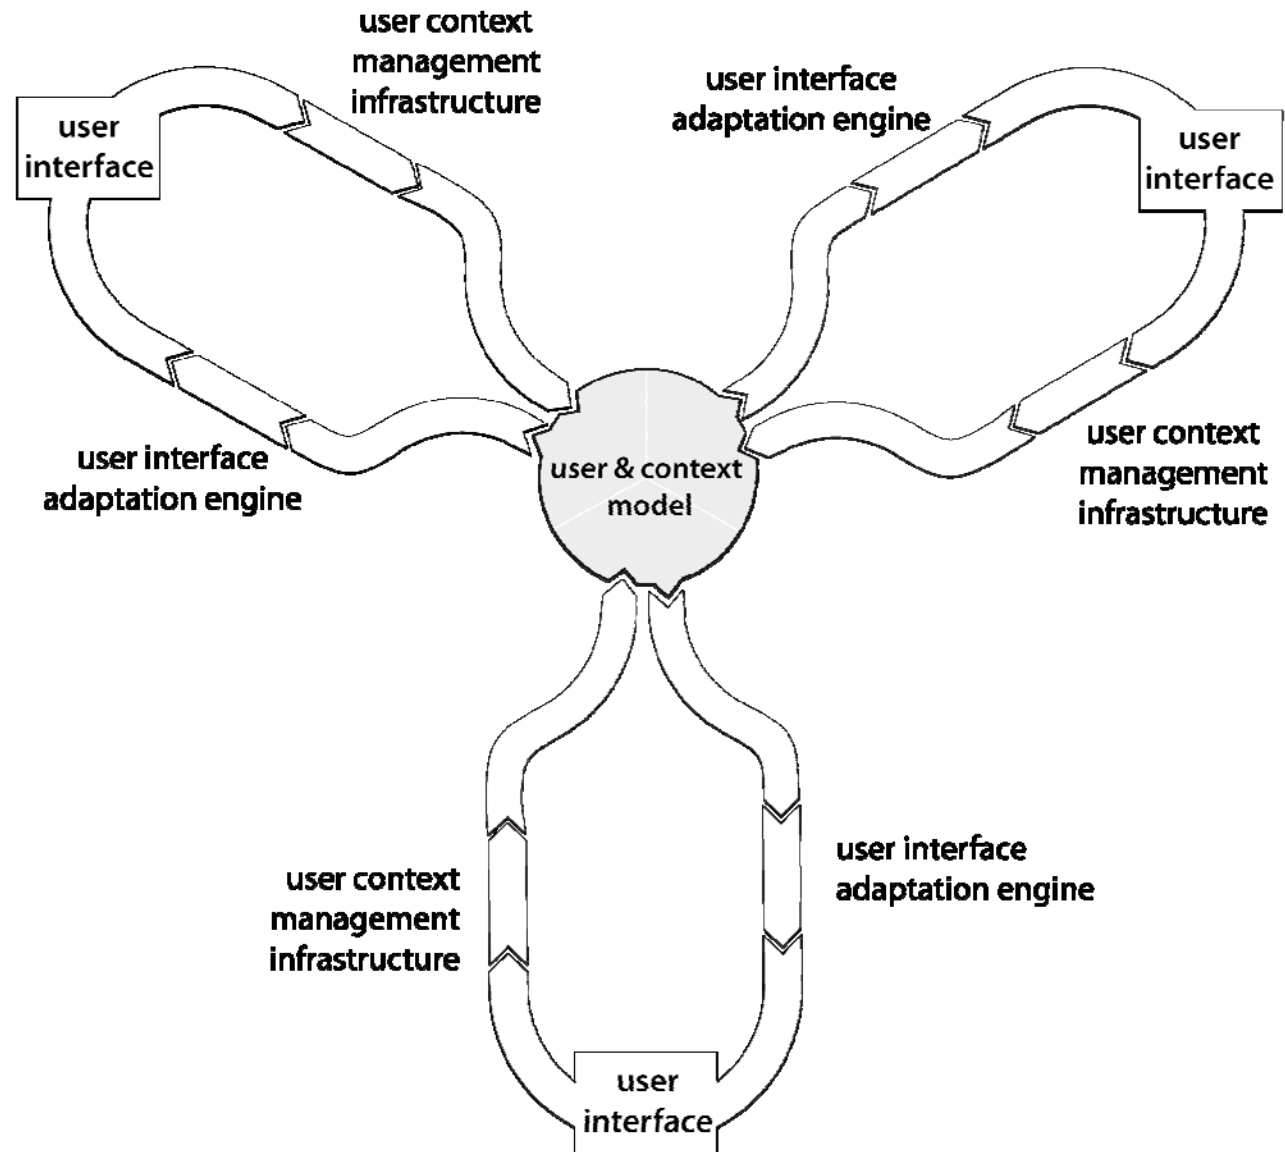 user context
management
infrastructure
user interface
adaptation engine
user
interface
user
interface
user interface
adaptation engine
user context
management
infrastructure
user & context
model
user context
management
infrastructure
user interface
adaptation engine
user
interface